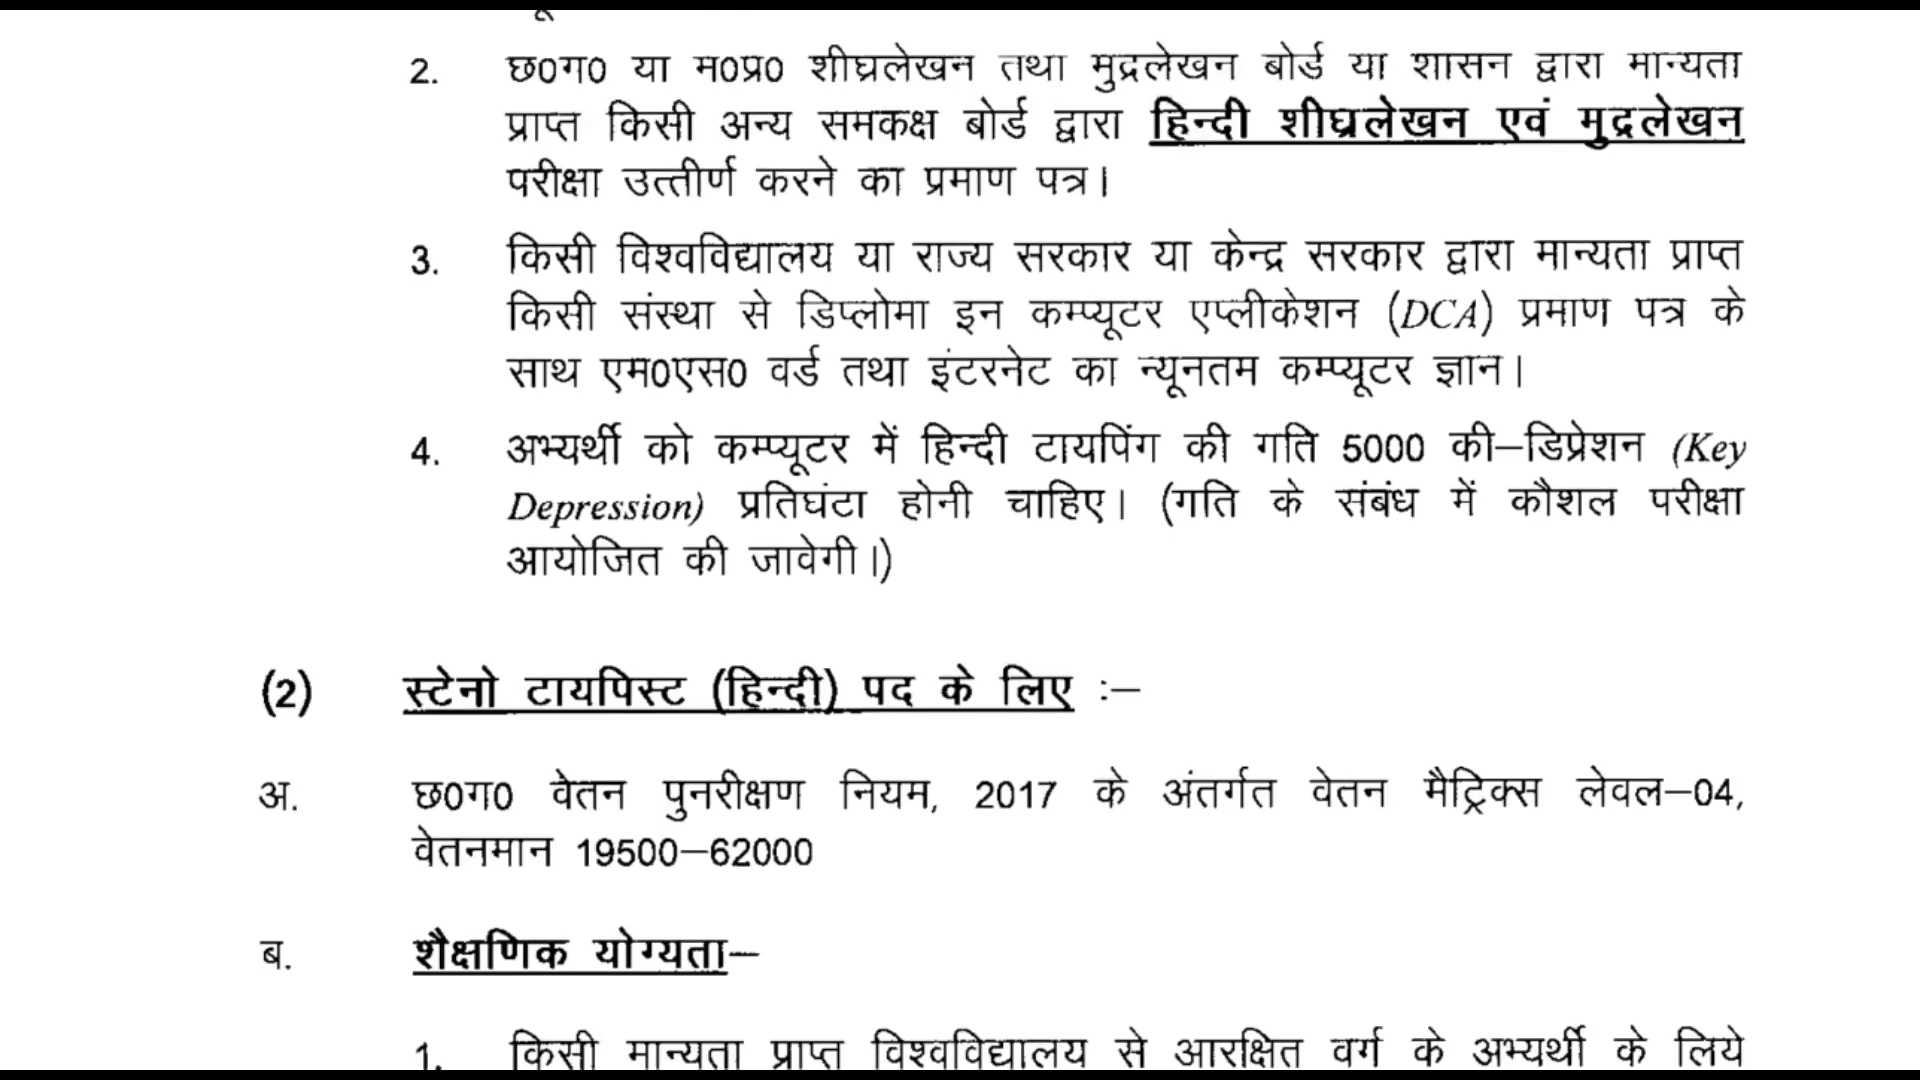 2. छ0ग0 या म0प्र0 शीघ्रलेखन तथा मुद्रलेखन बोर्ड या शासन द्वारा मान्यता
प्राप्त किसी अन्य समकक्ष बोर्ड द्वारा हिन्दी शीघ्रलेखन एवं मुद्रलेखन
परीक्षा उत्तीर्ण करने का प्रमाण पत्र।
3. किसी विश्वविद्यालय या राज्य सरकार या केन्द्र सरकार द्वारा मान्यता प्राप्त
किसी संस्था से डिप्लोमा इन कम्प्यूटर एप्लीकेशन (DCA) प्रमाण पत्र के
साथ एम0एस0 वर्ड तथा इंटरनेट का न्यूनतम कम्प्यूटर ज्ञान।
4. अभ्यर्थी को कम्प्यूटर में हिन्दी टायपिंग की गति 5000 की–डिप्रेशन (Key
Depression) प्रतिघंटा होनी चाहिए। (गति के संबंध में कौशल परीक्षा
आयोजित की जावेगी।)
(2) स्टेनो टायपिस्ट (हिन्दी) पद के लिए :–
अ. छ0ग0 वेतन पुनरीक्षण नियम, 2017 के अंतर्गत वेतन मैट्रिक्स लेवल–04,
वेतनमान 19500–62000
ब. शैक्षणिक योग्यता–
1. किसी मान्यता प्राप्त विश्वविद्यालय से आरक्षित वर्ग के अभ्यर्थी के लिये